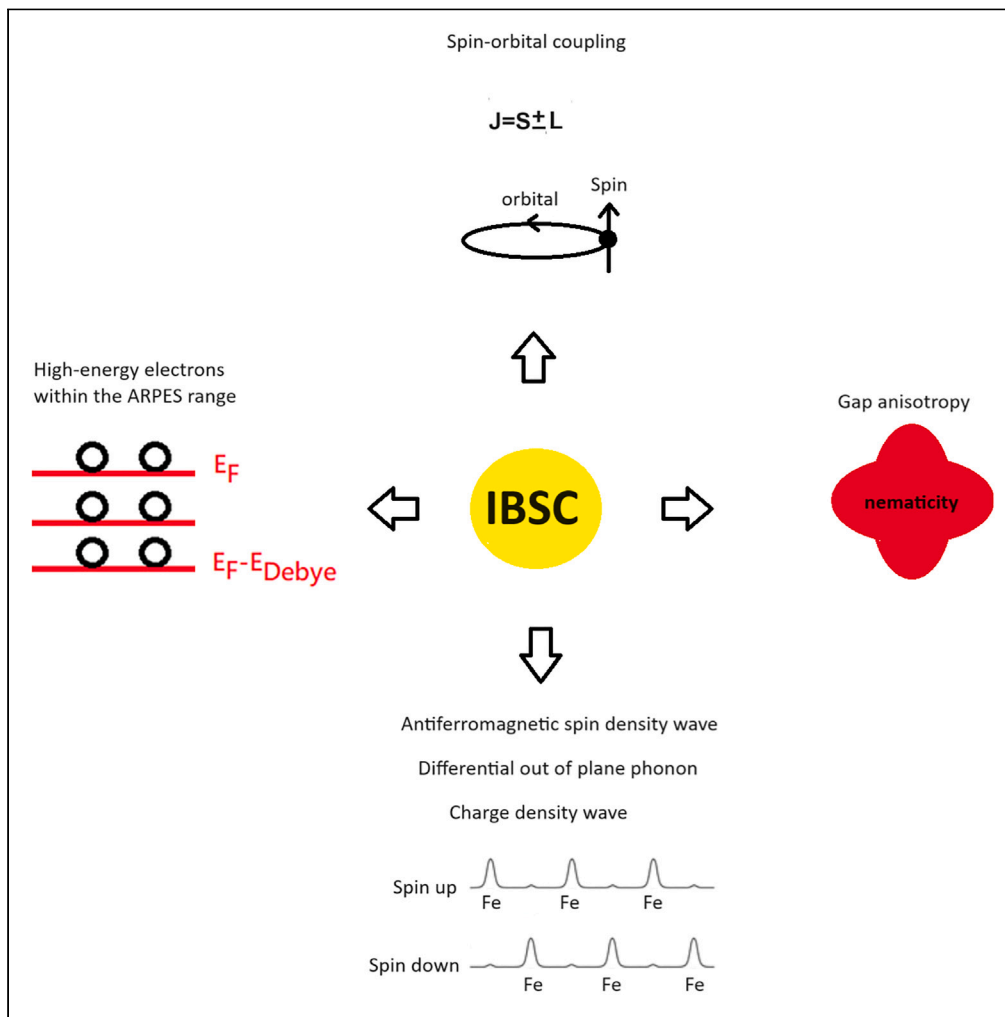 Spin-orbital coupling
J=S±L
Spin
orbital
High-energy electrons
within the ARPES range
EF
EF-EDebye
IBSC
Gap anisotropy
nematicity
Antiferromagnetic spin density wave
Differential out of plane phonon
Charge density wave
Spin up
Fe Fe Fe
Spin down
Fe Fe Fe